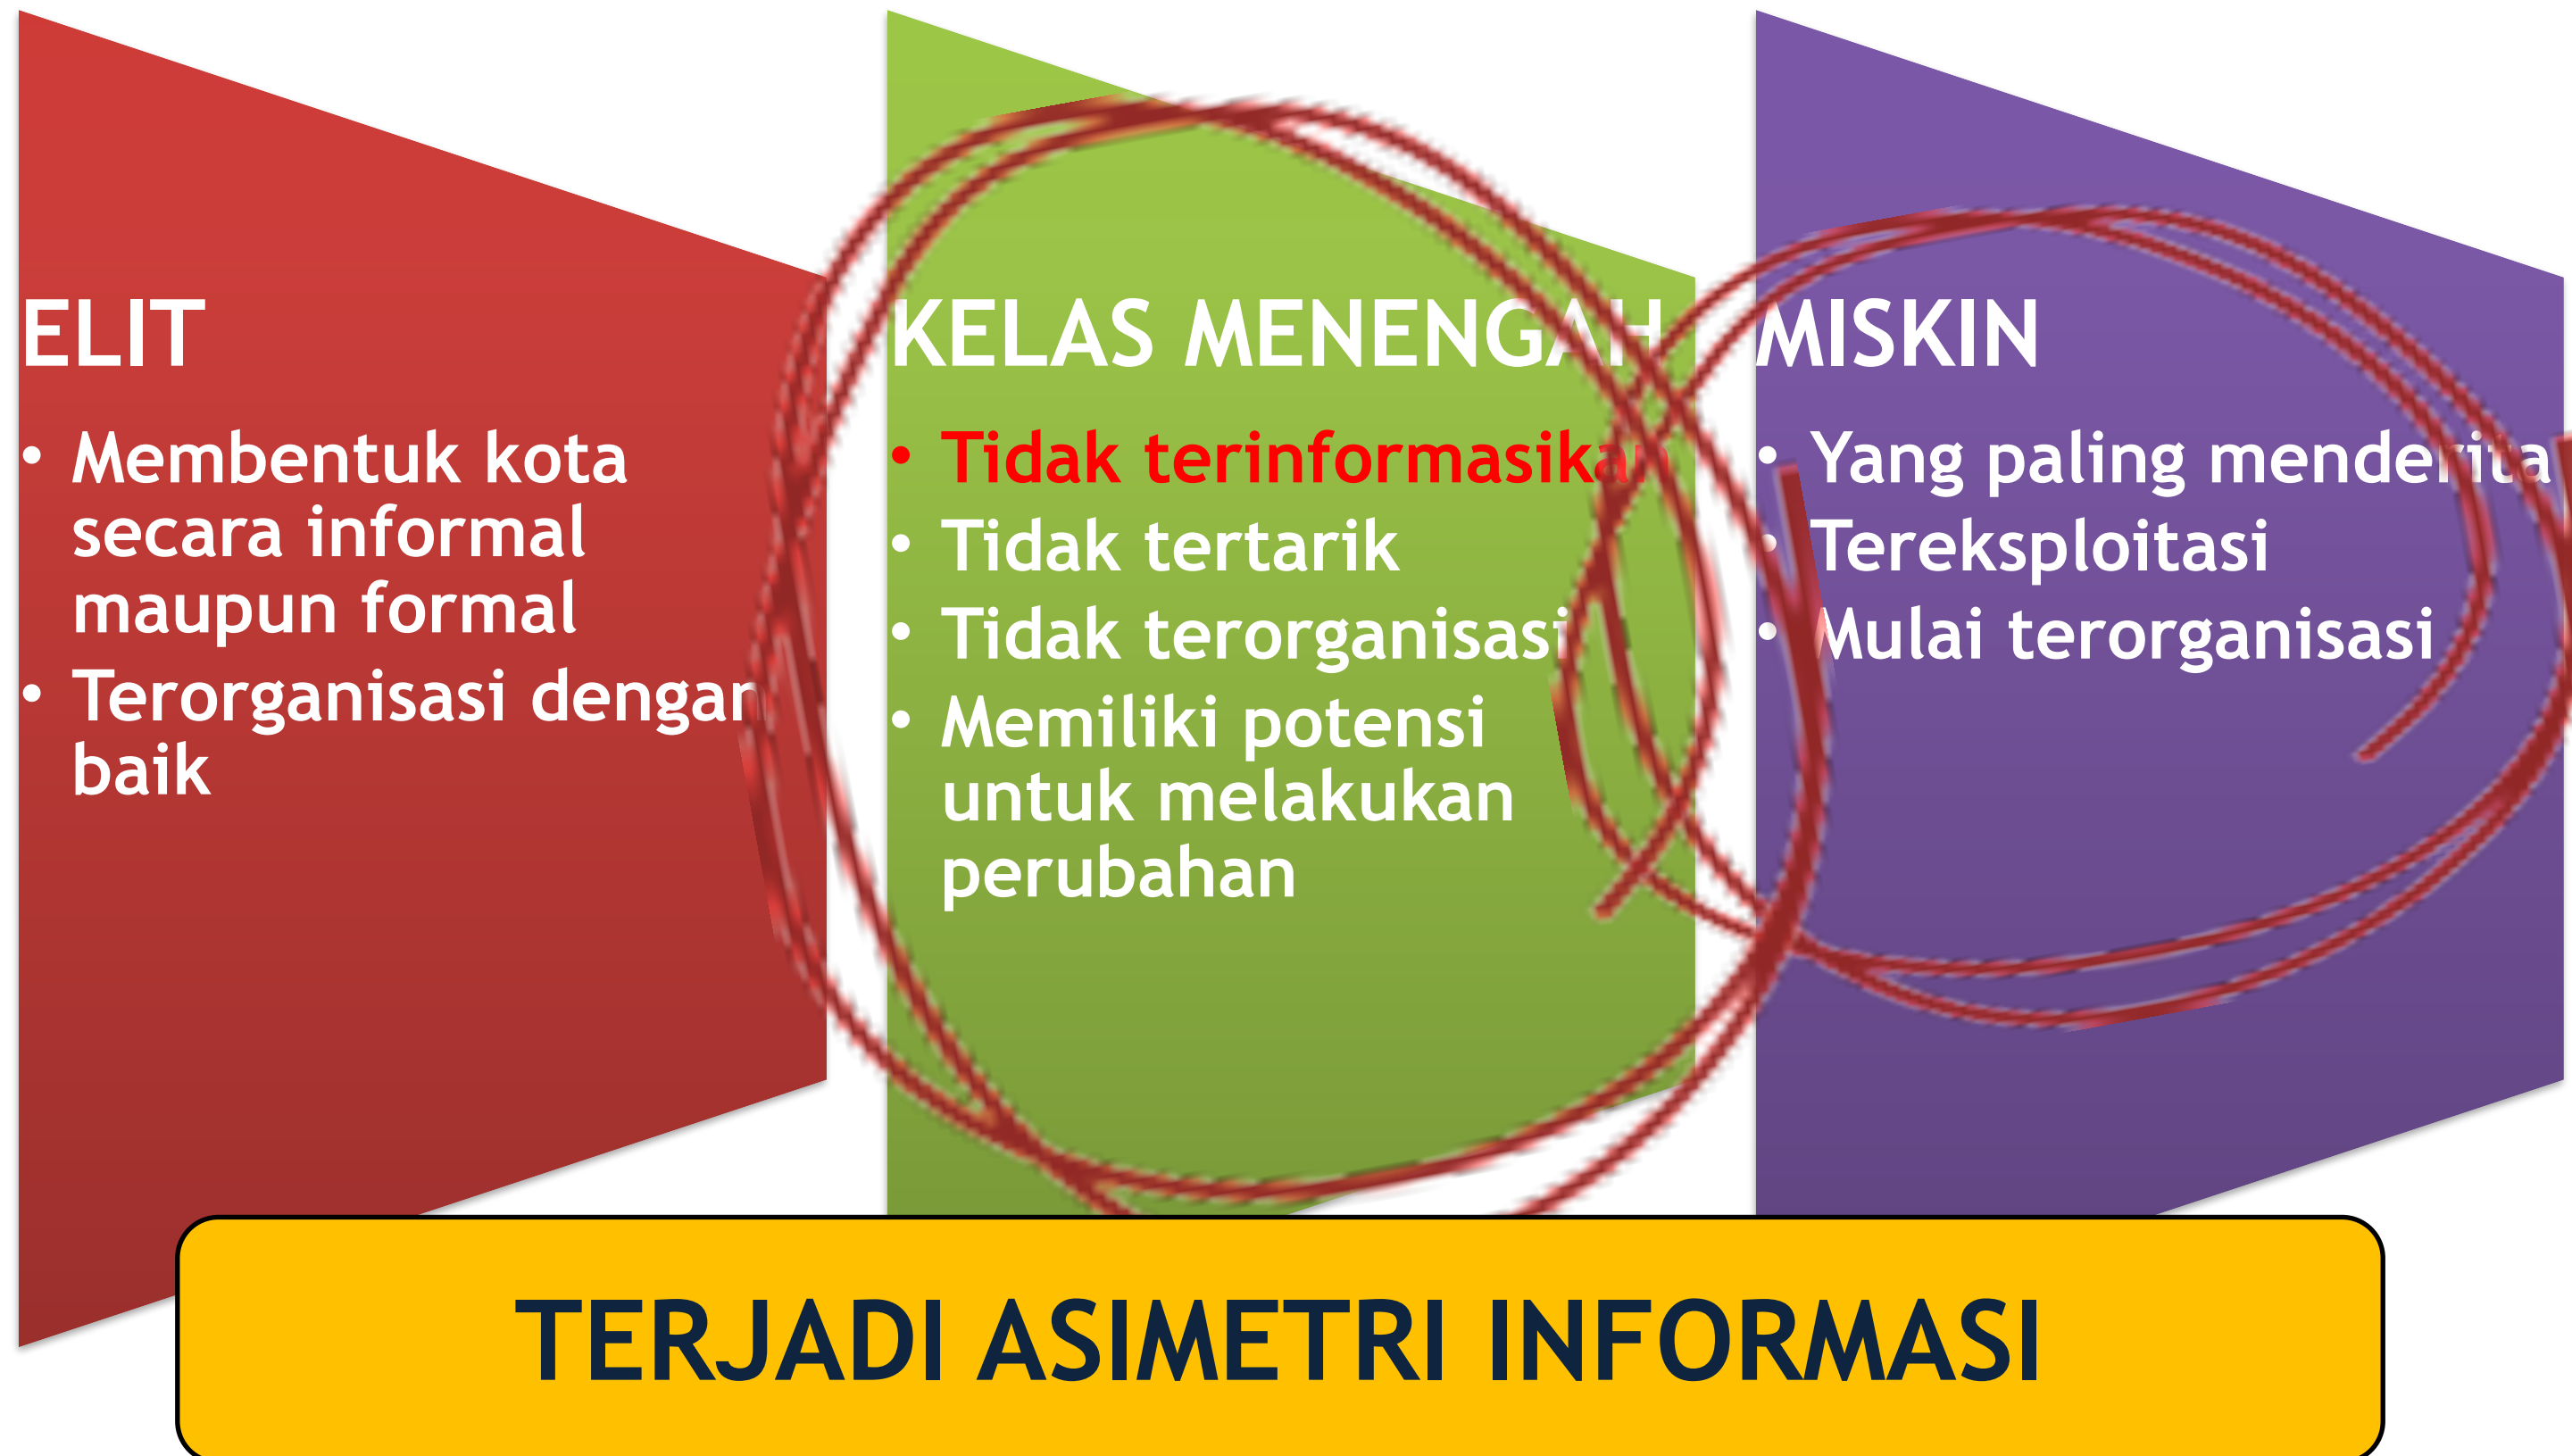 ELIT
• Membentuk kota
secara informal
maupun formal
• Terorganisasi dengan
baik
KELAS MENENGAH
• Tidak terinformasikan
• Tidak tertarik
• Tidak terorganisasi
• Memiliki potensi
untuk melakukan
perubahan
MISKIN
• Yang paling menderita
• Tereksploitasi
• Mulai terorganisasi
TERJADI ASIMETRI INFORMASI